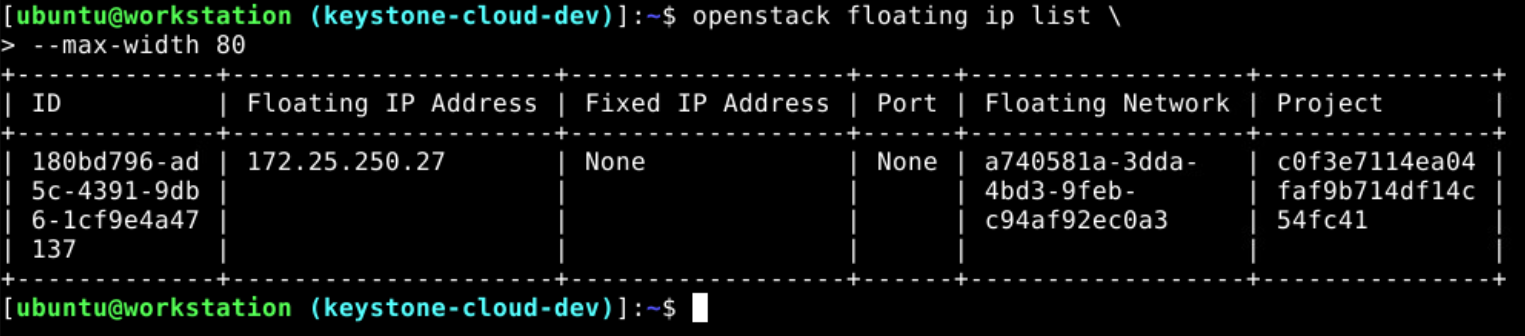 [ubuntu@workstation (keystone-cloud-dev)]:~$ openstack floating ip list \
> --max-width 80
+-------------+---------------------+------------------+------+------------------+---------------+
| ID          | Floating IP Address | Fixed IP Address | Port | Floating Network | Project       |
+-------------+---------------------+------------------+------+------------------+---------------+
| 180bd796-ad | 172.25.250.27       | None             | None | a740581a-3dda-   | c0f3e7114ea04 |
| 5c-4391-9db |                     |                  |      | 4bd3-9feb-       | faf9b714df14c |
| 6-1cf9e4a47 |                     |                  |      | c94af92ec0a3     | 54fc41        |
| 137         |                     |                  |      |                  |               |
+-------------+---------------------+------------------+------+------------------+---------------+
[ubuntu@workstation (keystone-cloud-dev)]:~$